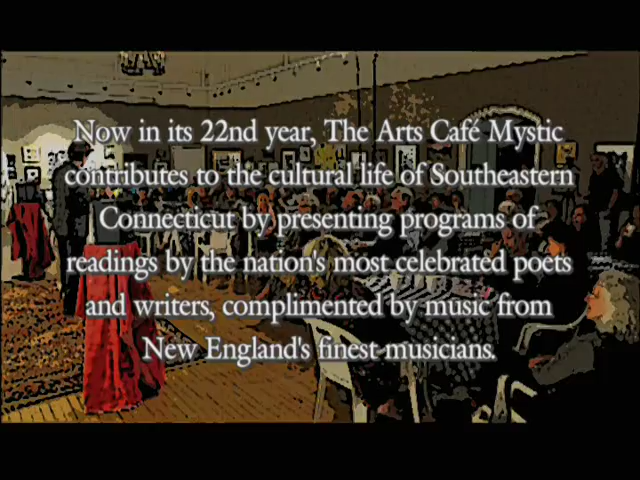 Now in its 22nd year, The Arts Café Mystic
contributes to the cultural life of Southeastern
Connecticut by presenting programs of
readings by the nation's most celebrated poets
and writers, complimented by music from
New England's finest musicians.